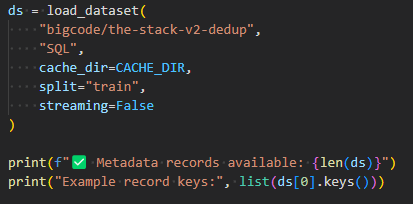 ds = load_dataset(
    "bigcode/the-stack-v2-dedup",
    "SQL",
    cache_dir=CACHE_DIR,
    split="train",
    streaming=False
)

print(f"✅ Metadata records available: {len(ds)}")
print("Example record keys:", list(ds[0].keys()))